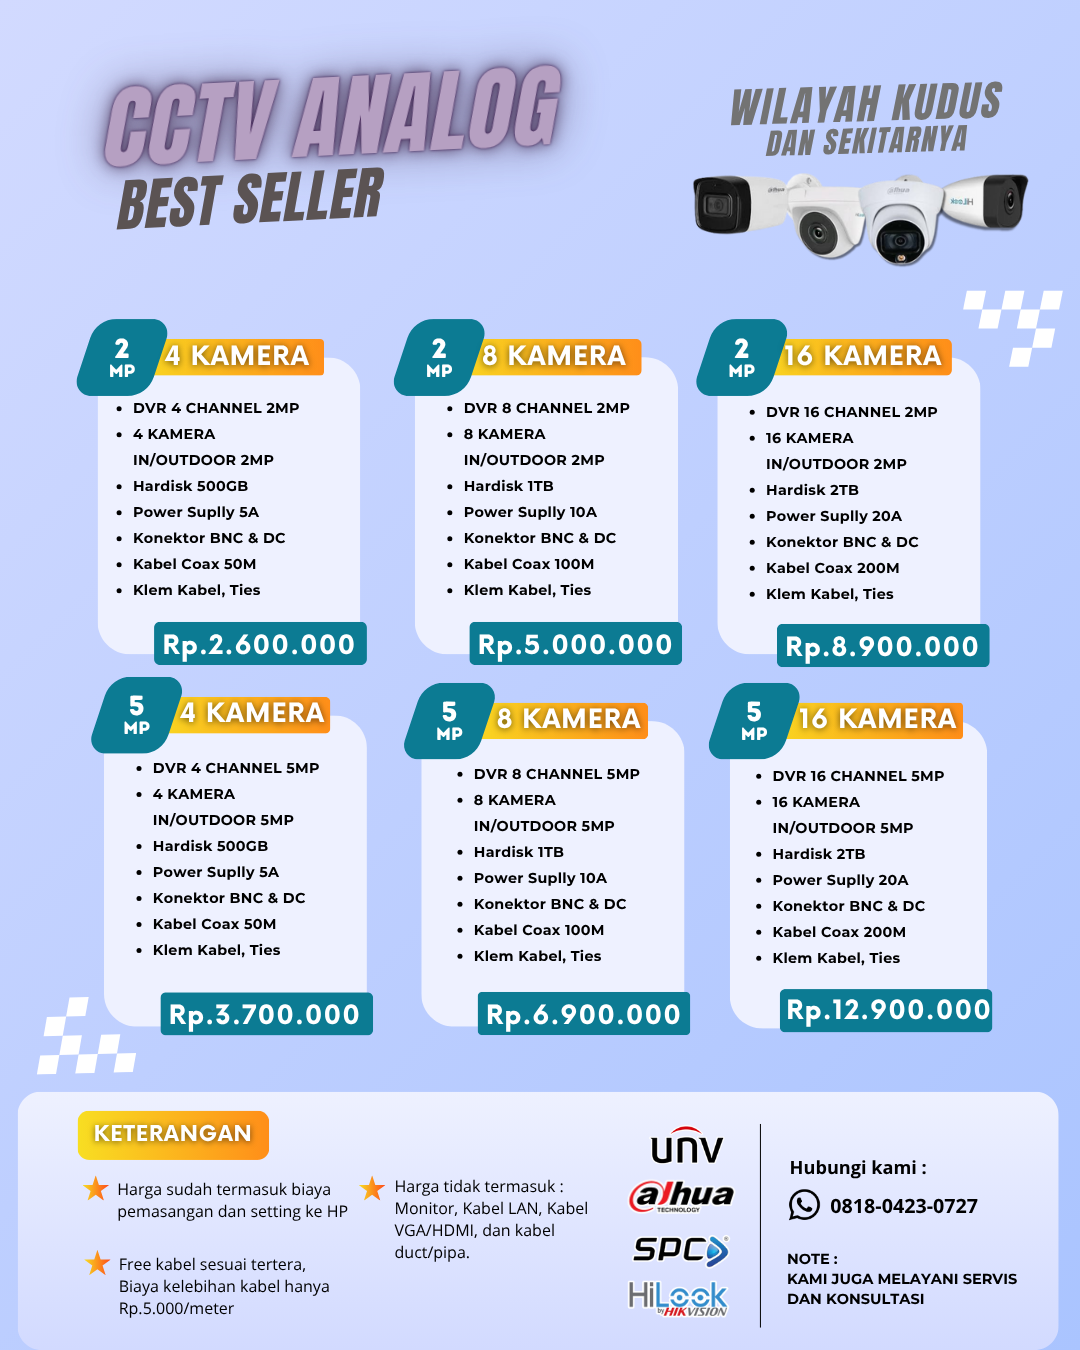 CCTV ANALOG
BEST SELLER
WILAYAH KUDUS
DAN SEKITARNYA
2
MP
4 KAMERA
DVR 4 CHANNEL 2MP
4 KAMERA
IN/OUTDOOR 2MP
Hardisk 500GB
Power Suplly 5A
Konektor BNC & DC
Kabel Coax 50M
Klem Kabel, Ties
Rp.2.600.000
2
MP
8 KAMERA
DVR 8 CHANNEL 2MP
8 KAMERA
IN/OUTDOOR 2MP
Hardisk 1TB
Power Suplly 10A
Konektor BNC & DC
Kabel Coax 100M
Klem Kabel, Ties
Rp.5.000.000
2
MP
16 KAMERA
DVR 16 CHANNEL 2MP
16 KAMERA
IN/OUTDOOR 2MP
Hardisk 2TB
Power Suplly 20A
Konektor BNC & DC
Kabel Coax 200M
Klem Kabel, Ties
Rp.8.900.000
5
MP
4 KAMERA
DVR 4 CHANNEL 5MP
4 KAMERA
IN/OUTDOOR 5MP
Hardisk 500GB
Power Suplly 5A
Konektor BNC & DC
Kabel Coax 50M
Klem Kabel, Ties
Rp.3.700.000
5
MP
8 KAMERA
DVR 8 CHANNEL 5MP
8 KAMERA
IN/OUTDOOR 5MP
Hardisk 1TB
Power Suplly 10A
Konektor BNC & DC
Kabel Coax 100M
Klem Kabel, Ties
Rp.6.900.000
5
MP
16 KAMERA
DVR 16 CHANNEL 5MP
16 KAMERA
IN/OUTDOOR 5MP
Hardisk 2TB
Power Suplly 20A
Konektor BNC & DC
Kabel Coax 200M
Klem Kabel, Ties
Rp.12.900.000
KETERANGAN
Harga sudah termasuk biaya
pemasangan dan setting ke HP
Free kabel sesuai tertera,
Biaya kelebihan kabel hanya
Rp.5.000/meter
Harga tidak termasuk :
Monitor, Kabel LAN, Kabel
VGA/HDMI, dan kabel
duct/pipa.
unv
alhua
TECHNOLOGY
SPC
HiLook
by HIKVISION
Hubungi kami :
0818-0423-0727
NOTE :
KAMI JUGA MELAYANI SERVIS
DAN KONSULTASI